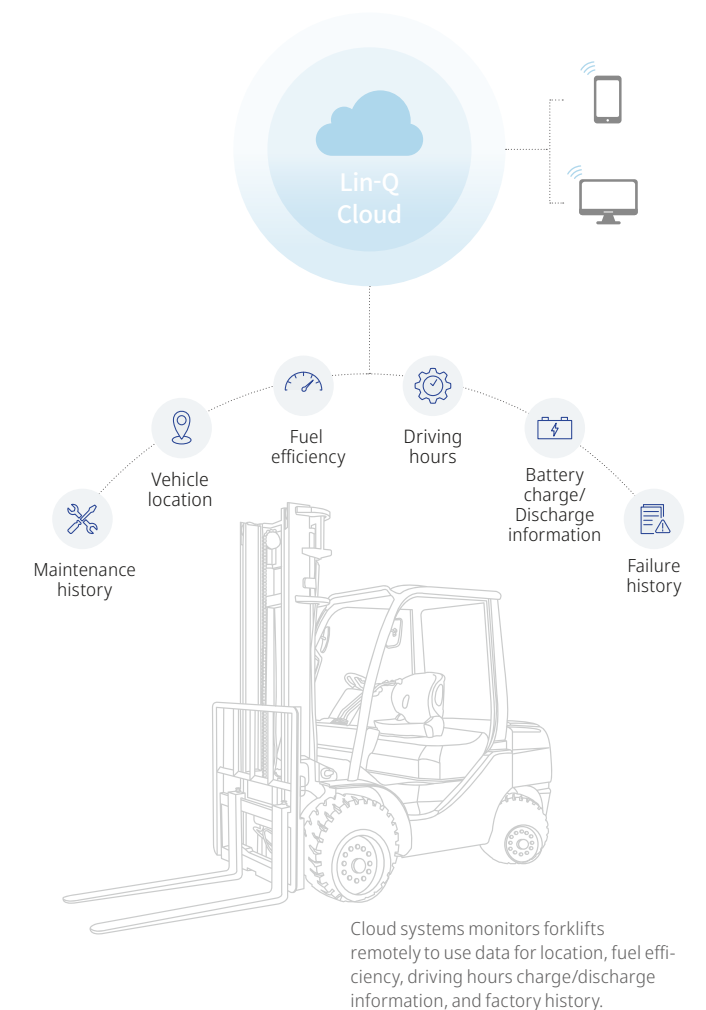 Lin-Q
Cloud
Fuel
efficiency
Driving
hours
Vehicle
location
Battery
charge/
Discharge
information
Maintenance
history
Failure
history
Cloud systems monitors forklifts
remotely to use data for location, fuel effi-
ciency, driving hours charge/discharge
information, and factory history.